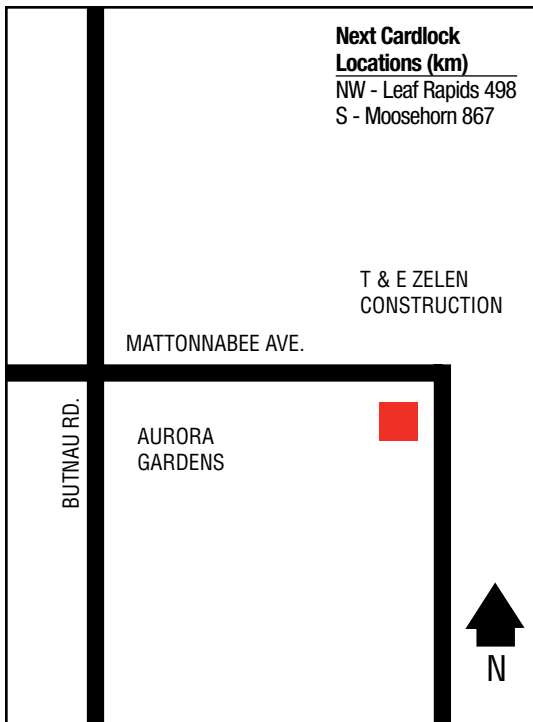 Next Cardlock
Locations (km)
NW - Leaf Rapids 498
S - Moosehorn 867
T & E ZELEN
CONSTRUCTION
MATTONNABEE AVE.
BUTNAU RD.
AURORA
GARDENS
N